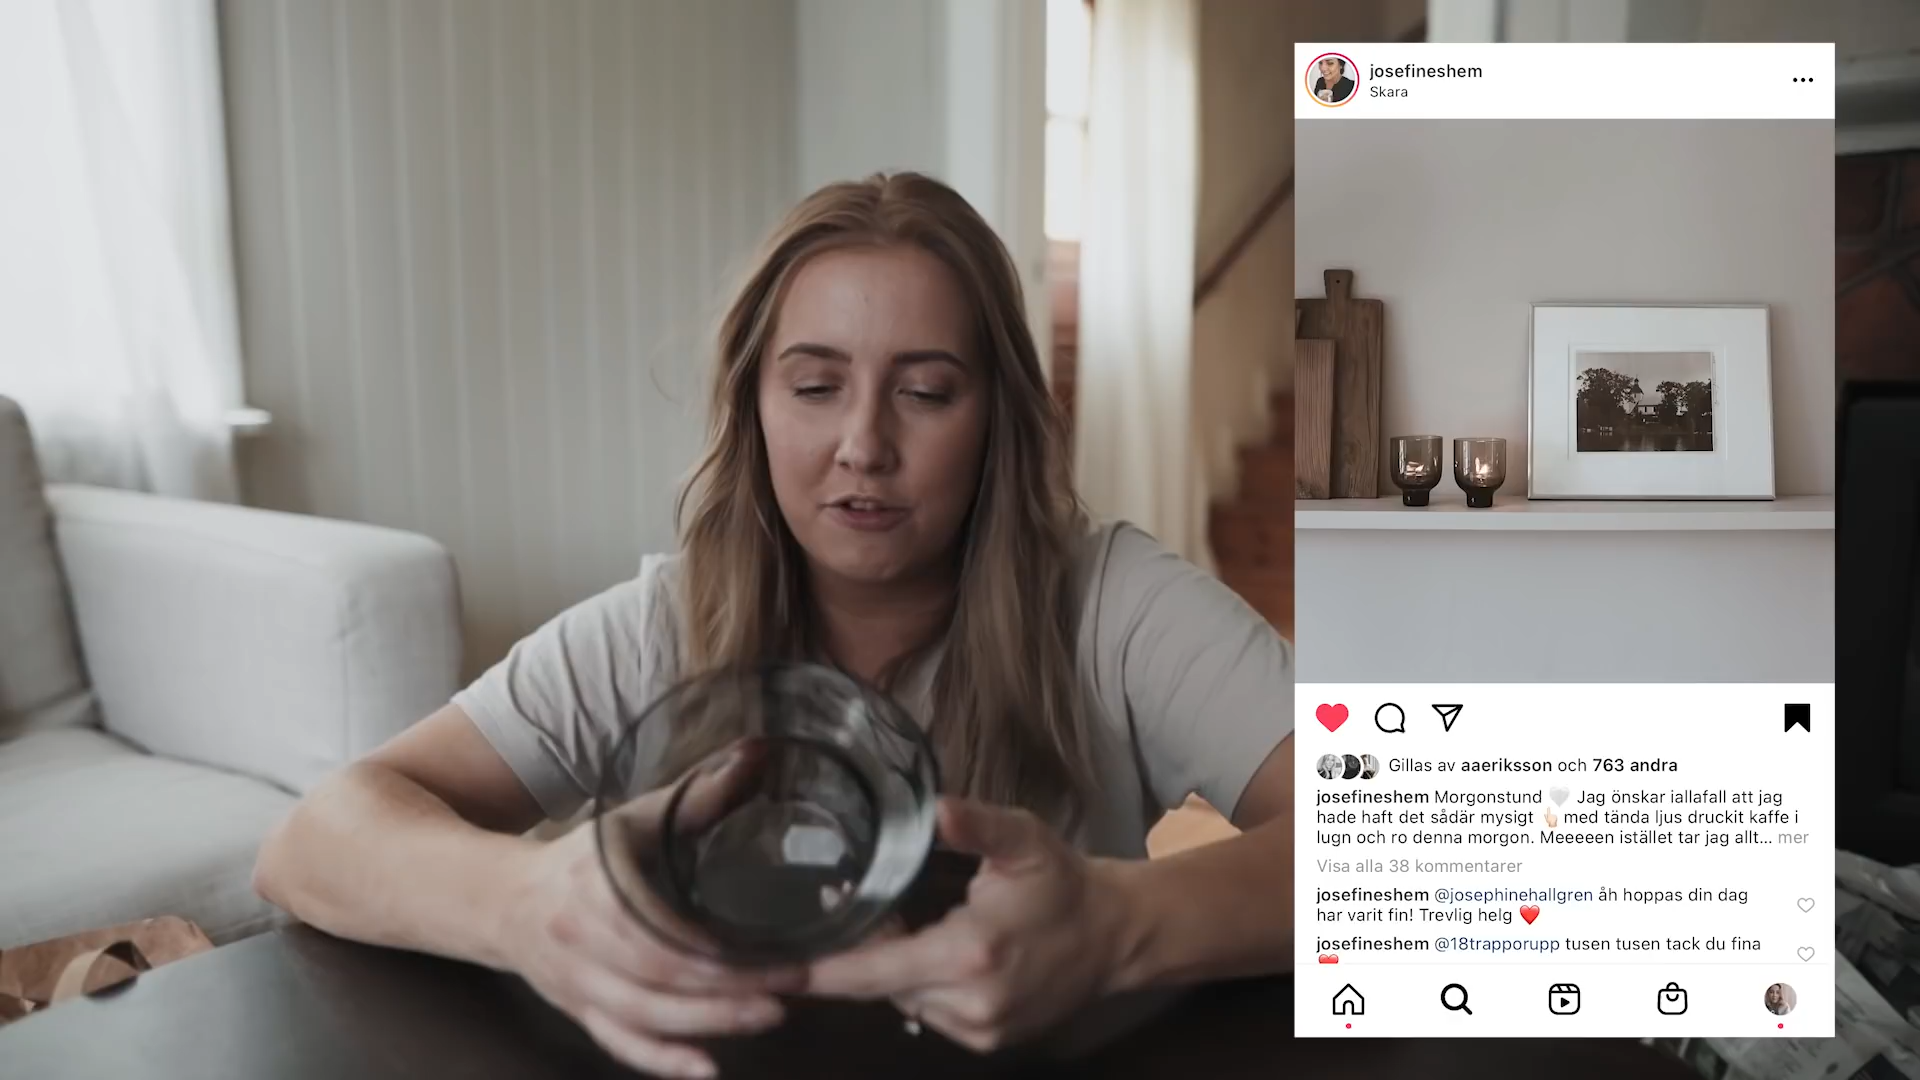 josefineshem
Skara
Gillas av aaeriksson och 763 andra
josefineshem Morgonstund 🤍 Jag önskar iallafall att jag
hade haft det sådär mysigt 👆🏻med tända ljus druckit kaffe i
lugn och ro denna morgon. Meeeeen istället tar jag allt... mer
Visa alla 38 kommentarer
josefineshem @josephinehallgren åh hoppas din dag
har varit fin! Trevlig helg ❤️
josefineshem @18trapporupp tusen tusen tack du fina
❤️